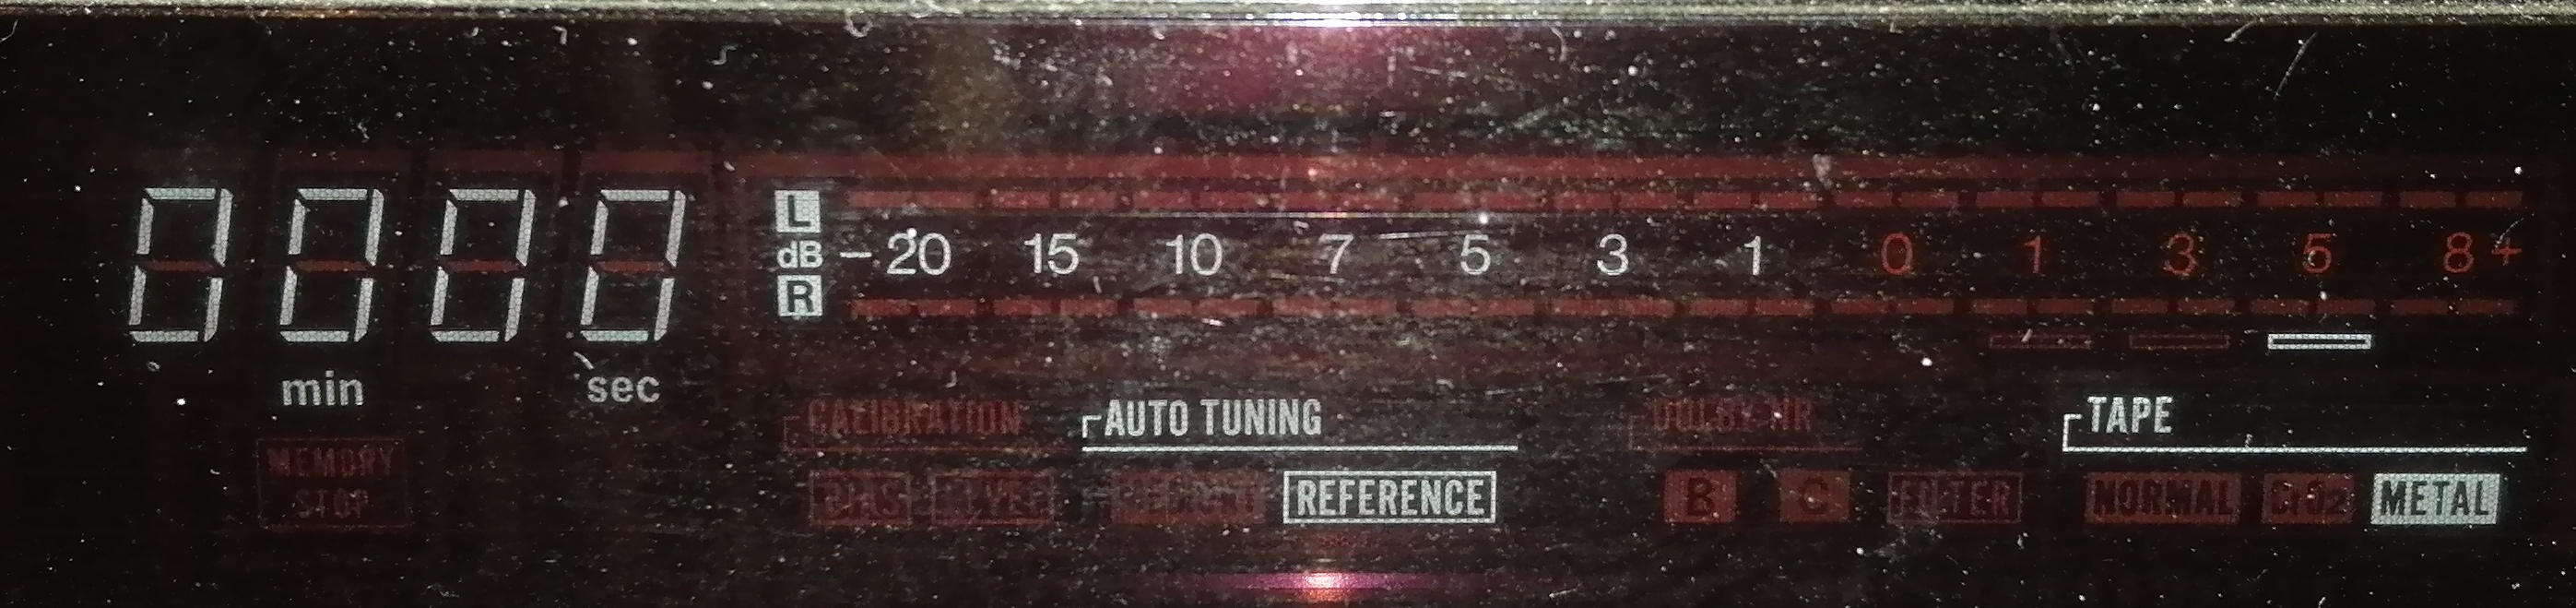 0000
L
dB -20 15 10 7 5 3 1 0 1 3 5 8+
R
min sec
CALIBRATION AUTO TUNING DOLBY NR TAPE
MEMORY
STOP
BIAS LEVEL REFERENCE B C FILTER NORMAL CrO2 METAL